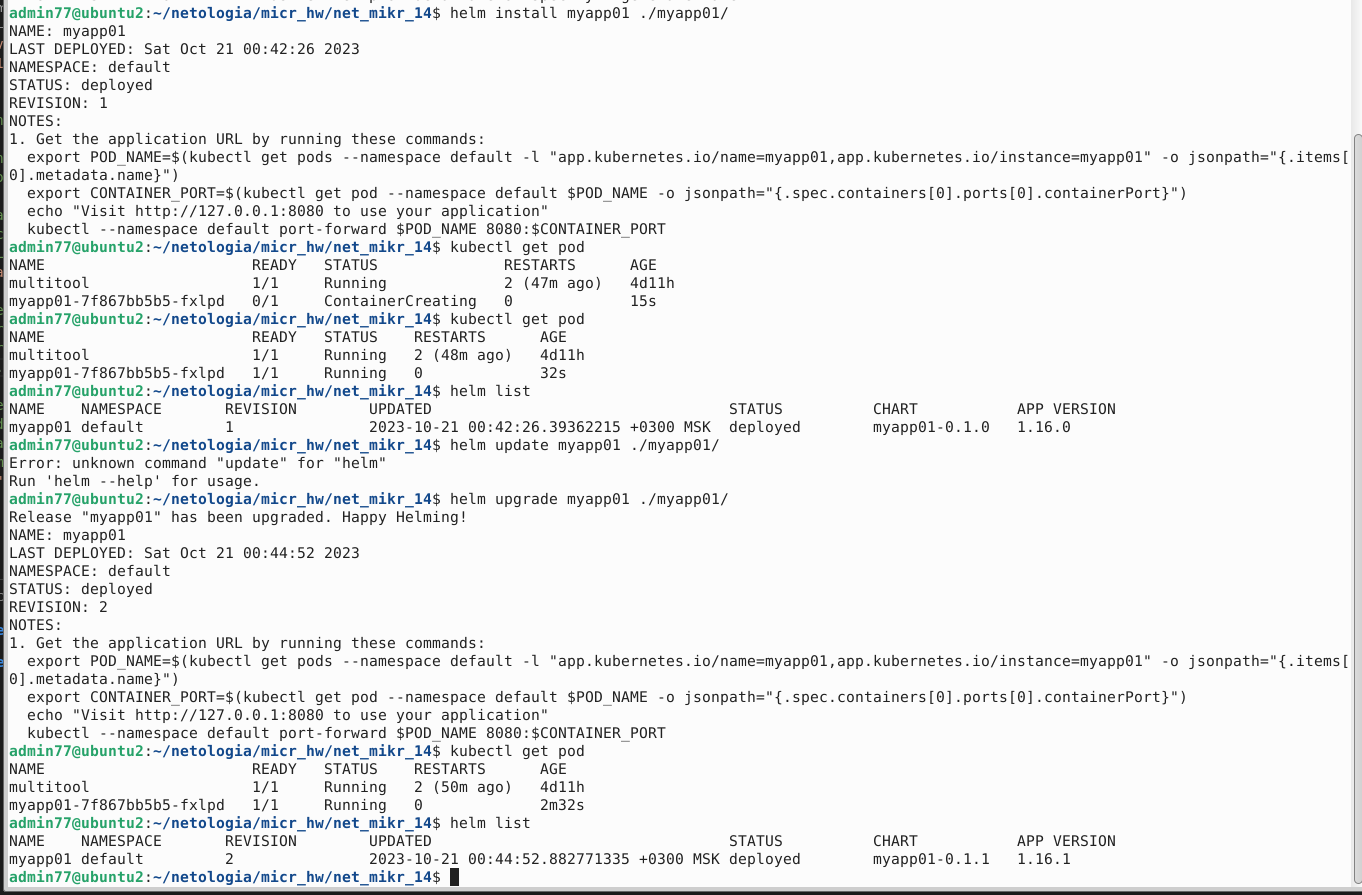 admin77@ubuntu2:~/netologia/micr_hw/net_mikr_14$ helm install myapp01 ./myapp01/
NAME: myapp01
LAST DEPLOYED: Sat Oct 21 00:42:26 2023
NAMESPACE: default
STATUS: deployed
REVISION: 1
NOTES:
1. Get the application URL by running these commands:
  export POD_NAME=$(kubectl get pods --namespace default -l "app.kubernetes.io/name=myapp01,app.kubernetes.io/instance=myapp01" -o jsonpath="{.items[
0].metadata.name}")
  export CONTAINER_PORT=$(kubectl get pod --namespace default $POD_NAME -o jsonpath="{.spec.containers[0].ports[0].containerPort}")
  echo "Visit http://127.0.0.1:8080 to use your application"
  kubectl --namespace default port-forward $POD_NAME 8080:$CONTAINER_PORT
admin77@ubuntu2:~/netologia/micr_hw/net_mikr_14$ kubectl get pod
NAME                       READY   STATUS              RESTARTS      AGE
multitool                  1/1     Running             2 (47m ago)   4d11h
myapp01-7f867bb5b5-fxlpd   0/1     ContainerCreating   0             15s
admin77@ubuntu2:~/netologia/micr_hw/net_mikr_14$ kubectl get pod
NAME                       READY   STATUS    RESTARTS      AGE
multitool                  1/1     Running   2 (48m ago)   4d11h
myapp01-7f867bb5b5-fxlpd   1/1     Running   0             32s
admin77@ubuntu2:~/netologia/micr_hw/net_mikr_14$ helm list
NAME    NAMESPACE       REVISION        UPDATED                                 STATUS          CHART           APP VERSION
myapp01 default         1               2023-10-21 00:42:26.39362215 +0300 MSK  deployed        myapp01-0.1.0   1.16.0
admin77@ubuntu2:~/netologia/micr_hw/net_mikr_14$ helm update myapp01 ./myapp01/
Error: unknown command "update" for "helm"
Run 'helm --help' for usage.
admin77@ubuntu2:~/netologia/micr_hw/net_mikr_14$ helm upgrade myapp01 ./myapp01/
Release "myapp01" has been upgraded. Happy Helming!
NAME: myapp01
LAST DEPLOYED: Sat Oct 21 00:44:52 2023
NAMESPACE: default
STATUS: deployed
REVISION: 2
NOTES:
1. Get the application URL by running these commands:
  export POD_NAME=$(kubectl get pods --namespace default -l "app.kubernetes.io/name=myapp01,app.kubernetes.io/instance=myapp01" -o jsonpath="{.items[
0].metadata.name}")
  export CONTAINER_PORT=$(kubectl get pod --namespace default $POD_NAME -o jsonpath="{.spec.containers[0].ports[0].containerPort}")
  echo "Visit http://127.0.0.1:8080 to use your application"
  kubectl --namespace default port-forward $POD_NAME 8080:$CONTAINER_PORT
admin77@ubuntu2:~/netologia/micr_hw/net_mikr_14$ kubectl get pod
NAME                       READY   STATUS    RESTARTS      AGE
multitool                  1/1     Running   2 (50m ago)   4d11h
myapp01-7f867bb5b5-fxlpd   1/1     Running   0             2m32s
admin77@ubuntu2:~/netologia/micr_hw/net_mikr_14$ helm list
NAME    NAMESPACE       REVISION        UPDATED                                 STATUS          CHART           APP VERSION
myapp01 default         2               2023-10-21 00:44:52.882771335 +0300 MSK deployed        myapp01-0.1.1   1.16.1
admin77@ubuntu2:~/netologia/micr_hw/net_mikr_14$